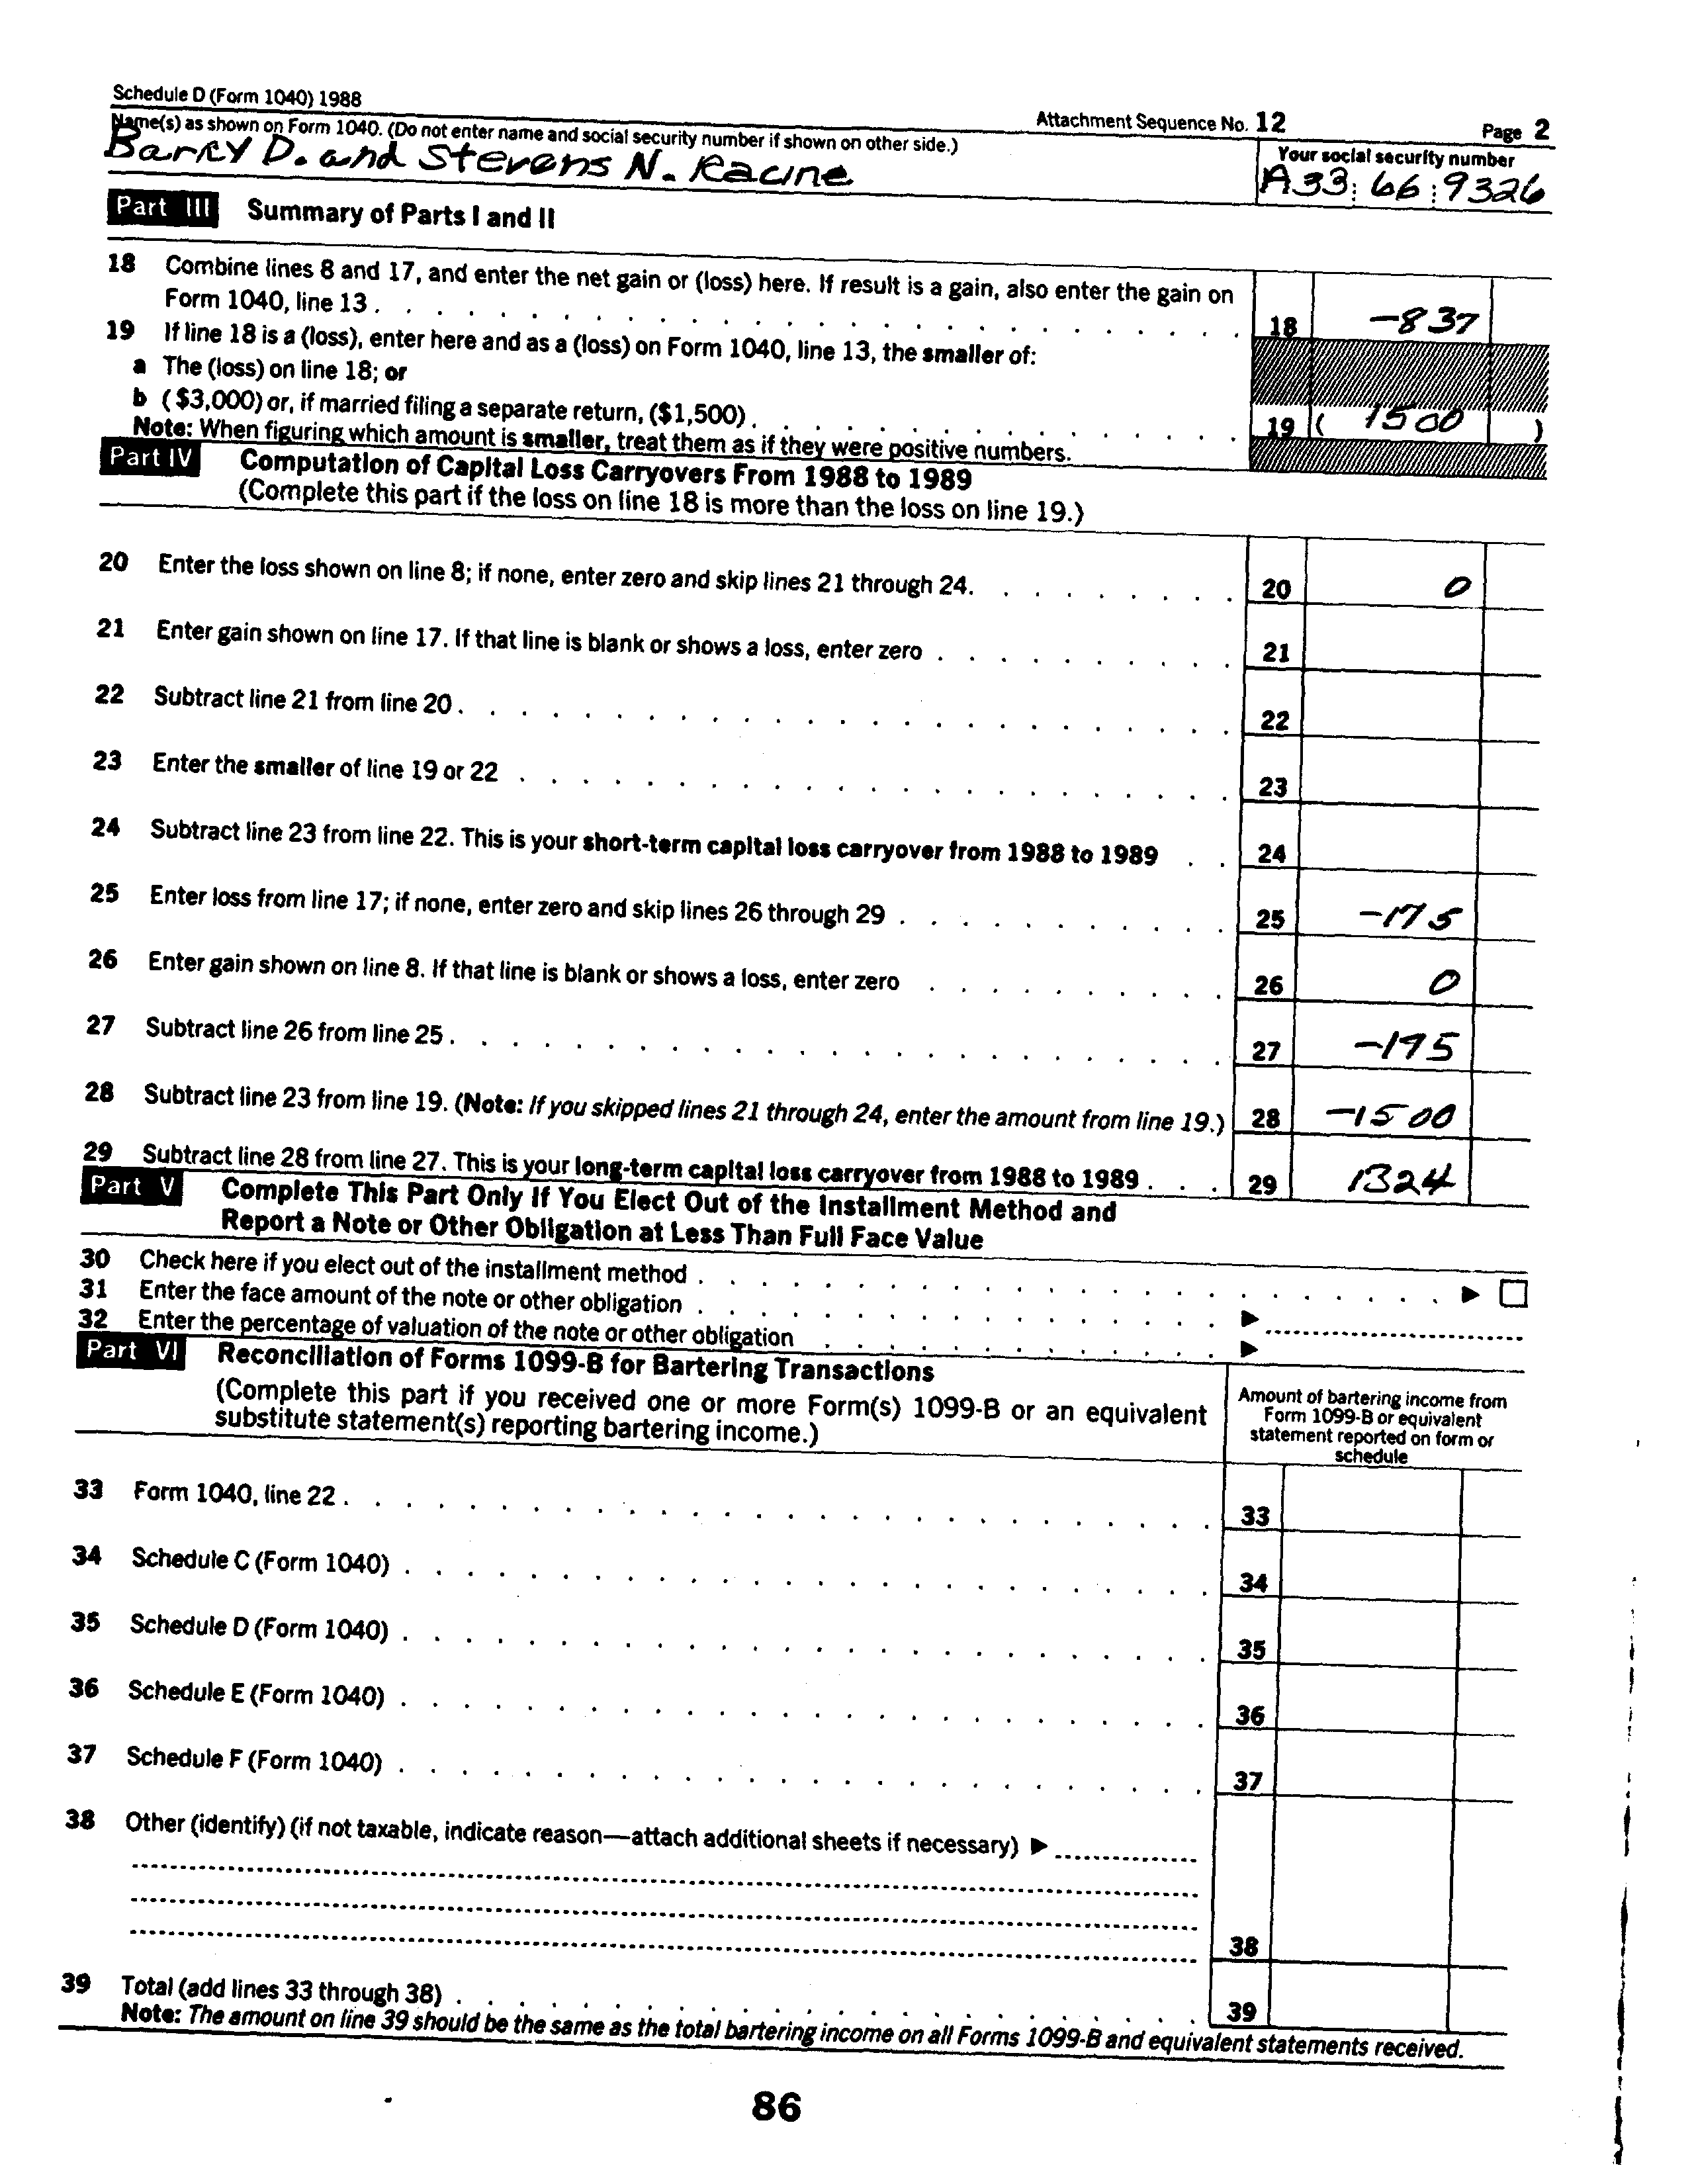 Schedule D (Form 1040) 1988
Attachment Sequence No. 12
Page 2
Name(s) as shown on Form 1040. (Do not enter name and social security number if shown on other side.)
Barry D. and Stevens N. Racine
Your social security number
A33 66 9326
Part III Summary of Parts I and II
18 Combine lines 8 and 17, and enter the net gain or (loss) here. If result is a gain, also enter the gain on
Form 1040, line 13 . . . . . . . . . . . . . . . . . . . . . . . . . . . 18 -837
19 If line 18 is a (loss), enter here and as a (loss) on Form 1040, line 13, the smaller of:
a The (loss) on line 18; or
b ($3,000) or, if married filing a separate return, ($1,500) . . . . . . . . . . . . . . . 19 ( 1500 )
Note: When figuring which amount is smaller, treat them as if they were positive numbers.
Part IV Computation of Capital Loss Carryovers From 1988 to 1989
(Complete this part if the loss on line 18 is more than the loss on line 19.)
20 Enter the loss shown on line 8; if none, enter zero and skip lines 21 through 24. . . . . . . . . 20 0
21 Enter gain shown on line 17. If that line is blank or shows a loss, enter zero . . . . . . . . . . 21
22 Subtract line 21 from line 20 . . . . . . . . . . . . . . . . . . . . . . . . . 22
23 Enter the smaller of line 19 or 22 . . . . . . . . . . . . . . . . . . . . . . . 23
24 Subtract line 23 from line 22. This is your short-term capital loss carryover from 1988 to 1989 . . 24
25 Enter loss from line 17; if none, enter zero and skip lines 26 through 29 . . . . . . . . . . . 25 -175
26 Enter gain shown on line 8. If that line is blank or shows a loss, enter zero . . . . . . . . . . 26 0
27 Subtract line 26 from line 25 . . . . . . . . . . . . . . . . . . . . . . . . . 27 -195
28 Subtract line 23 from line 19. (Note: If you skipped lines 21 through 24, enter the amount from line 19.) 28 -1500
29 Subtract line 28 from line 27. This is your long-term capital loss carryover from 1988 to 1989 . . . 29 1324
Part V Complete This Part Only If You Elect Out of the Installment Method and
Report a Note or Other Obligation at Less Than Full Face Value
30 Check here if you elect out of the installment method . . . . . . . . . . . . . . . . . . . . . . . . ▶ □
31 Enter the face amount of the note or other obligation . . . . . . . . . . . . . . . . . . ▶
32 Enter the percentage of valuation of the note or other obligation . . . . . . . . . . . . . ▶
Part VI Reconciliation of Forms 1099-B for Bartering Transactions
(Complete this part if you received one or more Form(s) 1099-B or an equivalent
substitute statement(s) reporting bartering income.)
Amount of bartering income from
Form 1099-B or equivalent
statement reported on form or
schedule
33 Form 1040, line 22 . . . . . . . . . . . . . . . . . . . . . . . . . . . . 33
34 Schedule C (Form 1040) . . . . . . . . . . . . . . . . . . . . . . . . . . 34
35 Schedule D (Form 1040) . . . . . . . . . . . . . . . . . . . . . . . . . . 35
36 Schedule E (Form 1040) . . . . . . . . . . . . . . . . . . . . . . . . . . 36
37 Schedule F (Form 1040) . . . . . . . . . . . . . . . . . . . . . . . . . . 37
38 Other (identify) (if not taxable, indicate reason—attach additional sheets if necessary) ▶
38
39 Total (add lines 33 through 38) . . . . . . . . . . . . . . . . . . . . . . . . 39
Note: The amount on line 39 should be the same as the total bartering income on all Forms 1099-B and equivalent statements received.
86